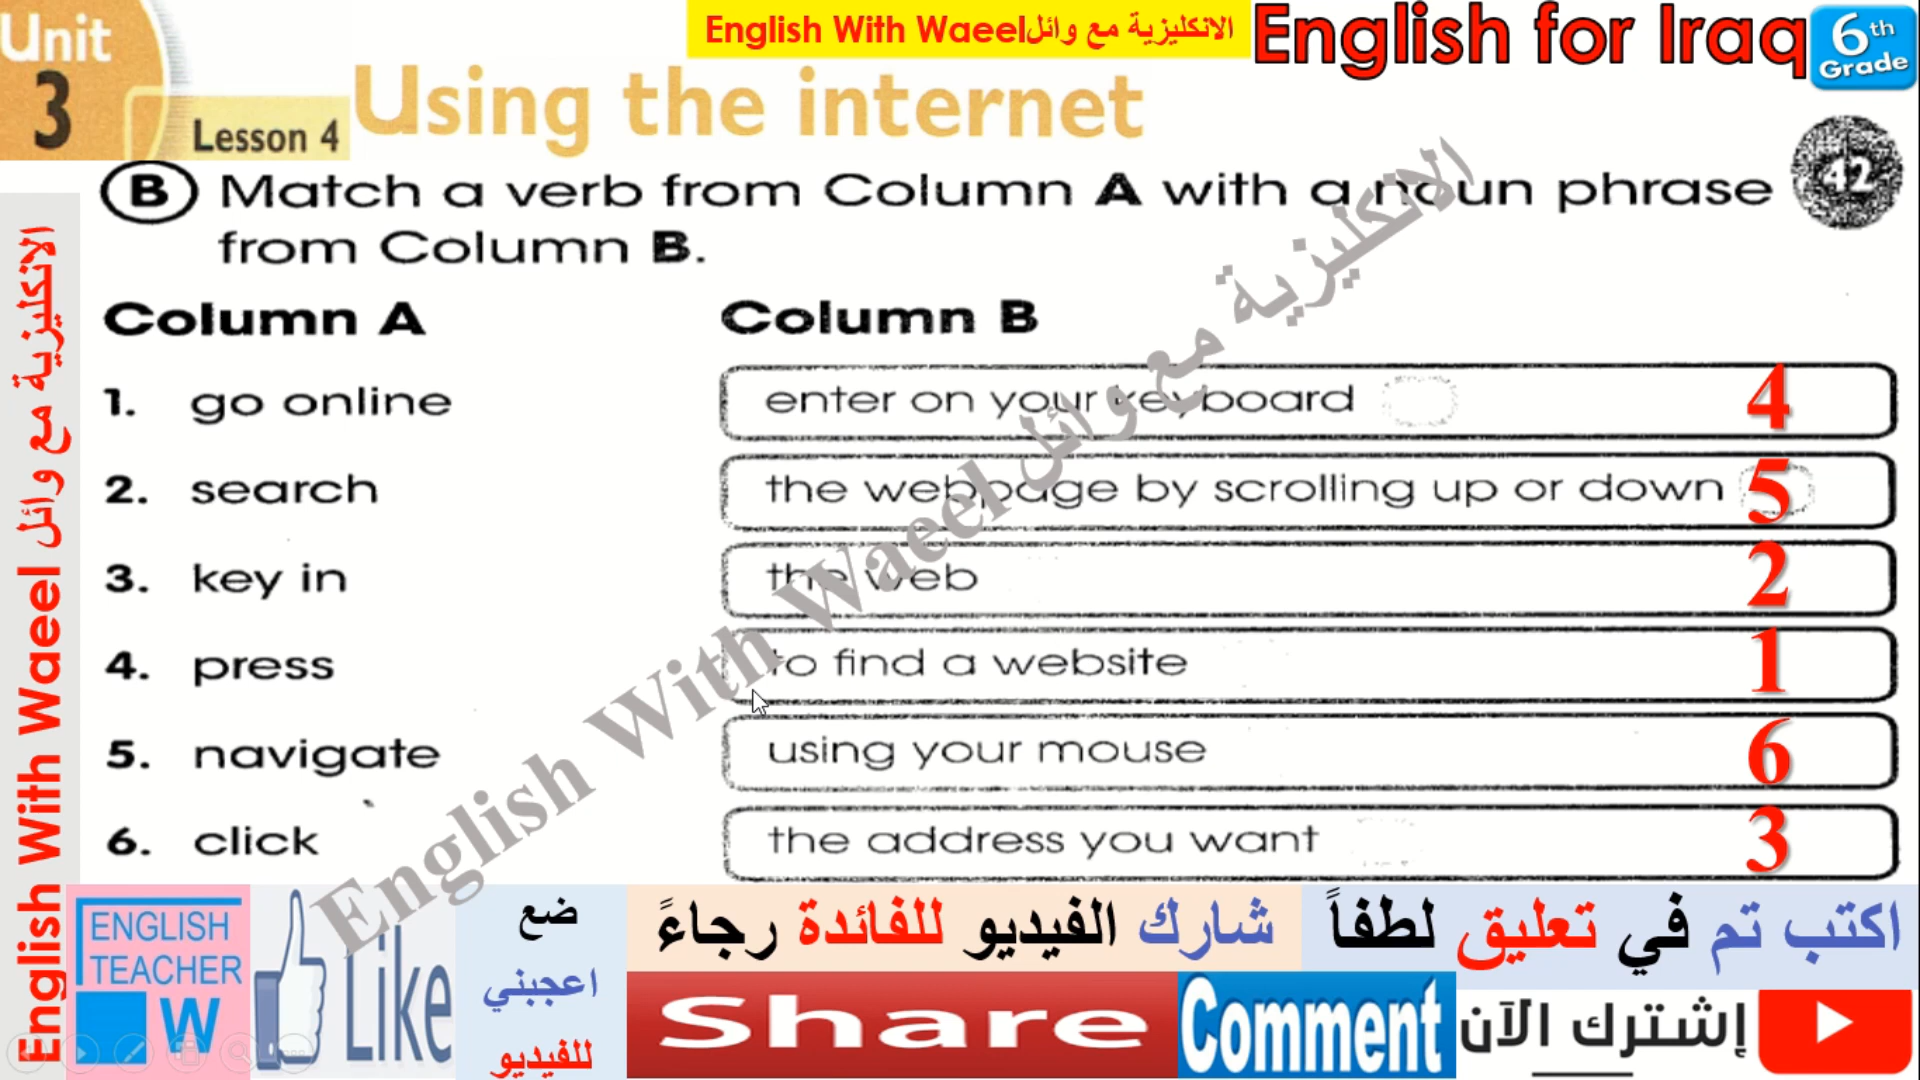 Unit
3
Lesson 4
Using the internet
English With Waeelالانكليزية مع وائل
English for Iraq
6th
Grade
B Match a verb from Column A with a noun phrase
from Column B.
42
Column A
Column B
1. go online
enter on your keyboard 4
2. search
the webpage by scrolling up or down 5
3. key in
the web 2
4. press
to find a website 1
5. navigate
using your mouse 6
6. click
the address you want 3
English With Waeel الانكليزية مع وائل
English With Waeel الانكليزية مع وائل
ENGLISH
TEACHER
W
Like
ضع
اعجبني
للفيديو
شارك الفيديو للفائدة رجاءً
Share
اكتب تم في تعليق لطفاً
Comment
إشترك الآن